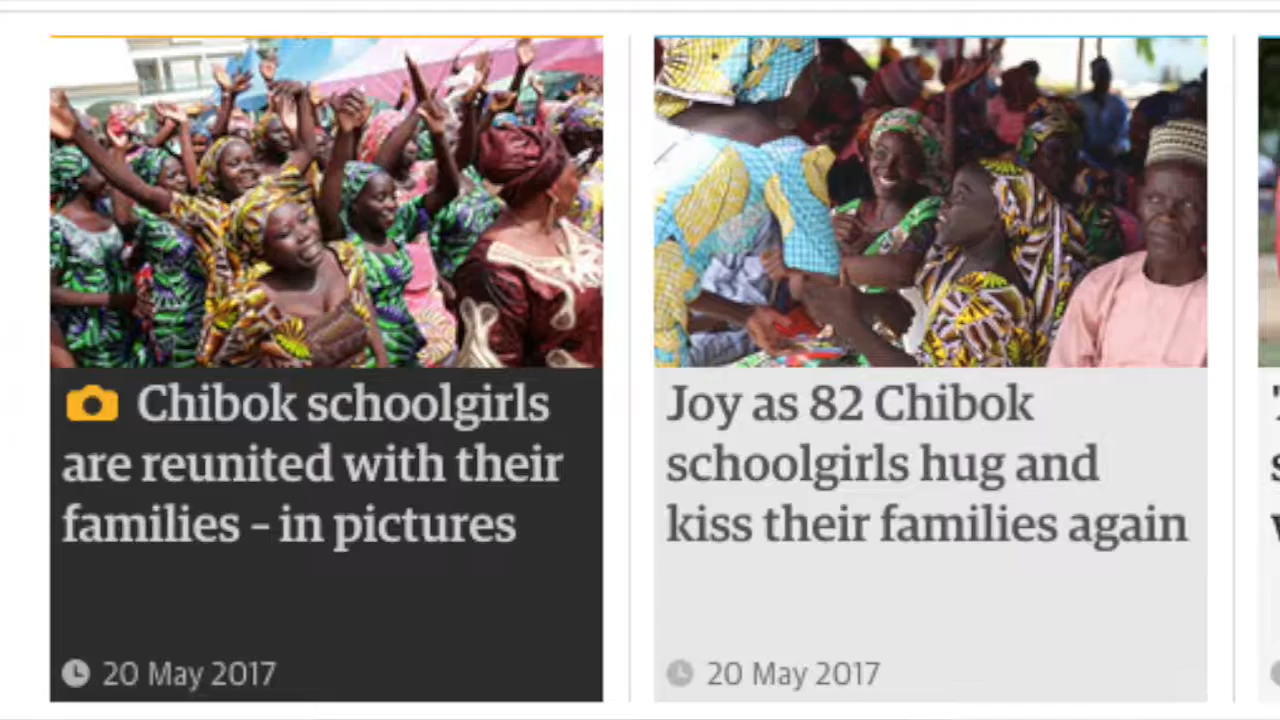 Chibok schoolgirls
are reunited with their
families – in pictures
20 May 2017
Joy as 82 Chibok
schoolgirls hug and
kiss their families again
20 May 2017